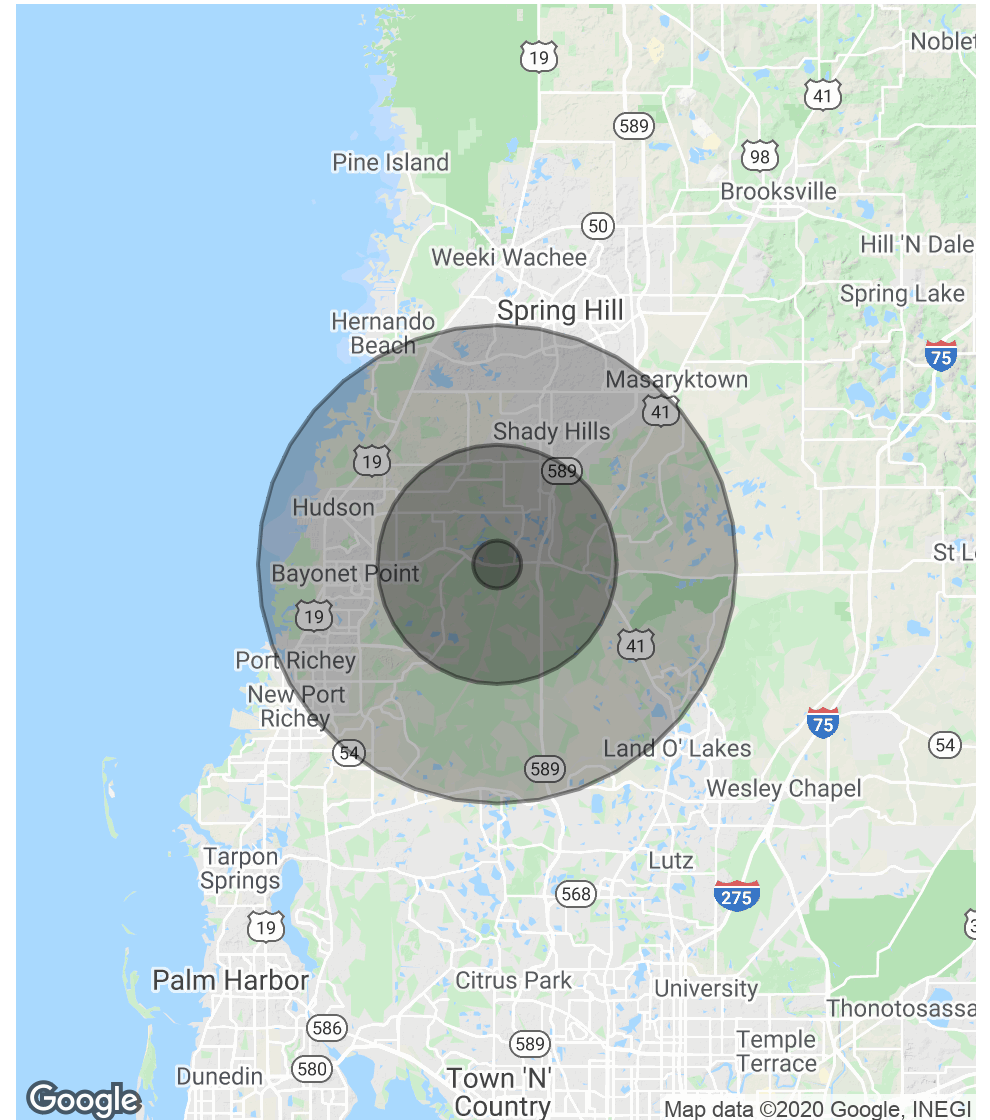 Noblet
19
41
589
98
Pine Island
Brooksville
50
Hill 'N Dale
Weeki Wachee
Spring Lake
Spring Hill
Hernando
Beach
75
Masaryktown
41
Shady Hills
19
589
Hudson
St L
Bayonet Point
19
41
Port Richey
New Port
Richey
75
54
54
Land O' Lakes
589
Wesley Chapel
Tarpon
Springs
Lutz
568
275
19
3
Palm Harbor
Citrus Park
University
Thonotosassa
586
589
Temple
Terrace
580
Dunedin
Town 'N'
Country
Google
Map data ©2020 Google, INEGI